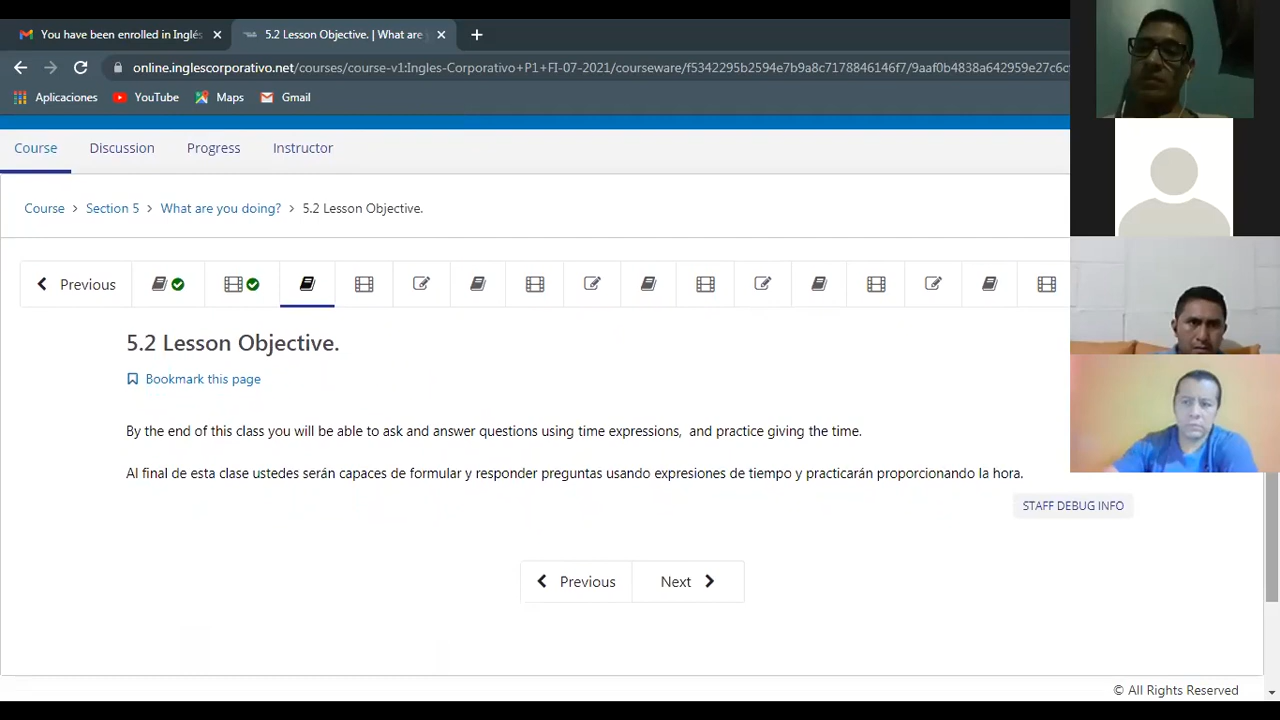 You have been enrolled in Inglés
5.2 Lesson Objective. | What are
online.inglescorporativo.net/courses/course-v1:Ingles-Corporativo+P1+FI-07-2021/courseware/f5342295b2594e7b9a8c7178846146f7/9aaf0b4838a642959e27c6c
Aplicaciones
YouTube
Maps
Gmail
Course
Discussion
Progress
Instructor
Course > Section 5 > What are you doing? > 5.2 Lesson Objective.
Previous
5.2 Lesson Objective.
Bookmark this page
By the end of this class you will be able to ask and answer questions using time expressions, and practice giving the time.
Al final de esta clase ustedes serán capaces de formular y responder preguntas usando expresiones de tiempo y practicarán proporcionando la hora.
STAFF DEBUG INFO
Previous
Next
© All Rights Reserved